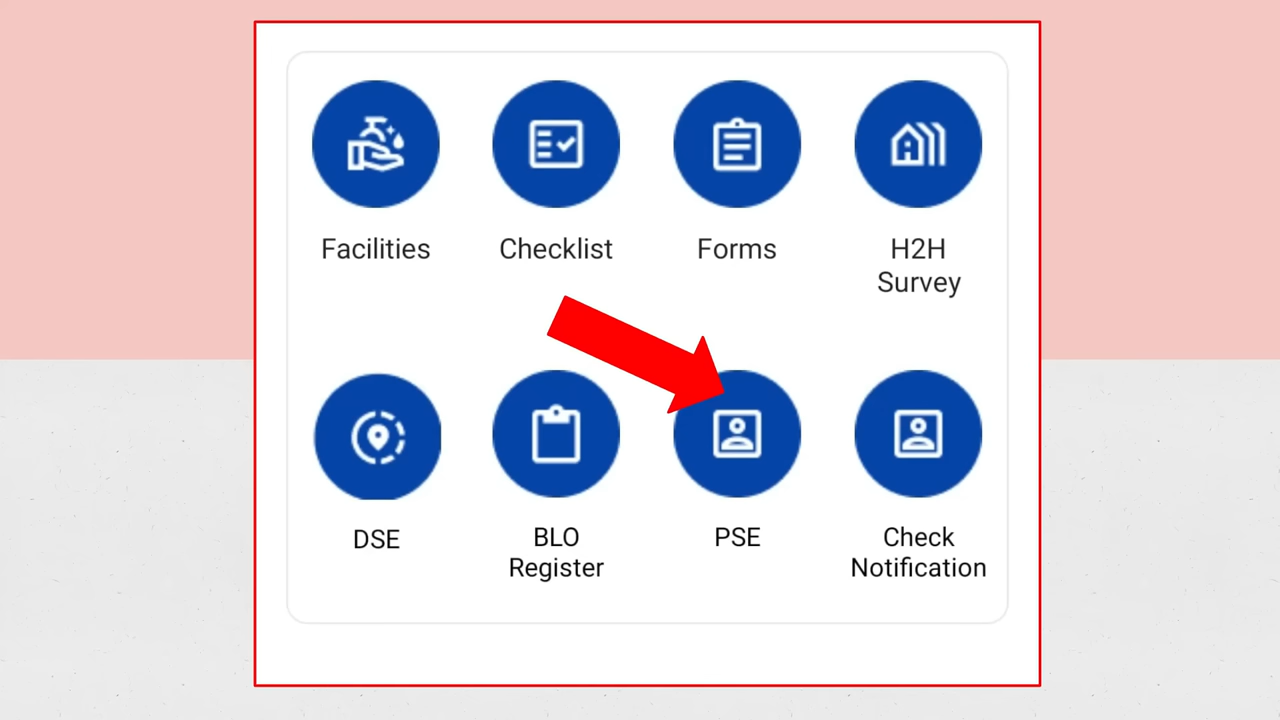 Facilities
Checklist
Forms
H2H
Survey
DSE
BLO
Register
PSE
Check
Notification